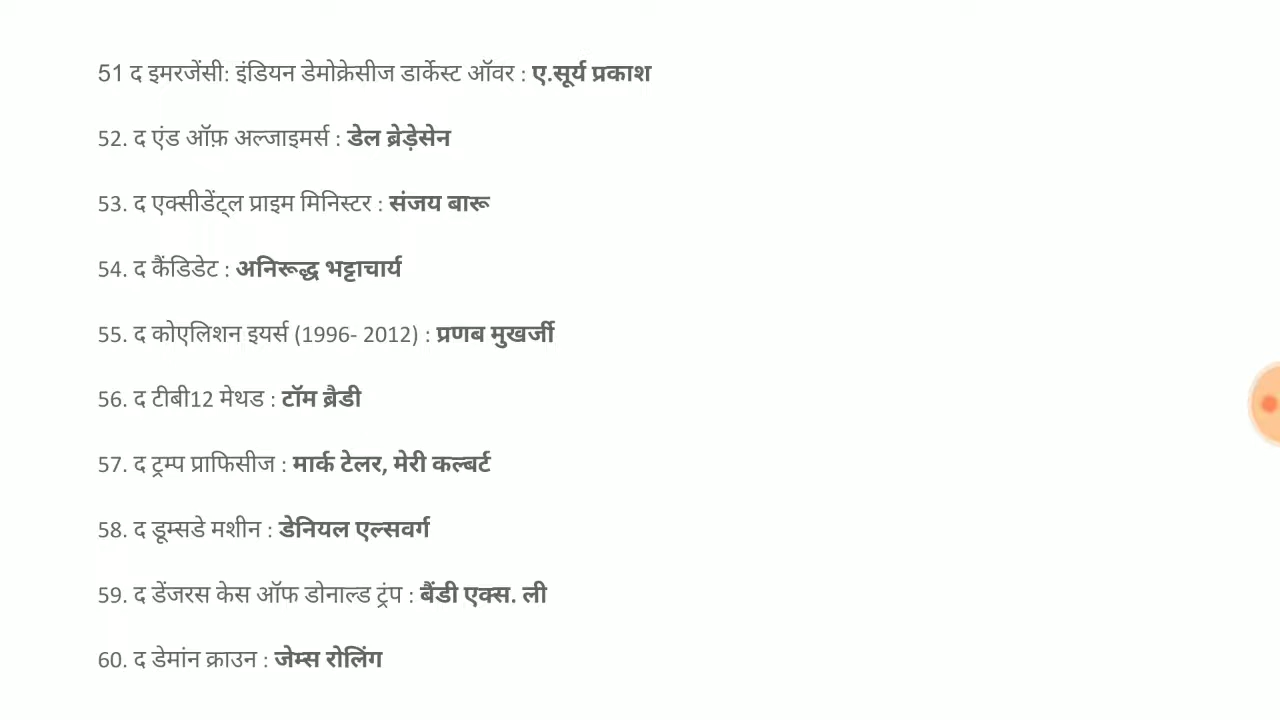 51 द इमरजेंसी: इंडियन डेमोक्रेसीज डार्केस्ट ऑवर : ए.सूर्य प्रकाश
52. द एंड ऑफ़ अल्जाइमर्स : डेल ब्रेड़ेसेन
53. द एक्सीडेंट्ल प्राइम मिनिस्टर : संजय बारू
54. द कैंडिडेट : अनिरूद्ध भट्टाचार्य
55. द कोएलिशन इयर्स (1996- 2012) : प्रणब मुखर्जी
56. द टीबी12 मेथड : टॉम ब्रैडी
57. द ट्रम्प प्राफिसीज : मार्क टेलर, मेरी कल्बर्ट
58. द डूम्सडे मशीन : डेनियल एल्सवर्ग
59. द डेंजरस केस ऑफ डोनाल्ड ट्रंप : बैंडी एक्स. ली
60. द डेमांन क्राउन : जेम्स रोलिंग